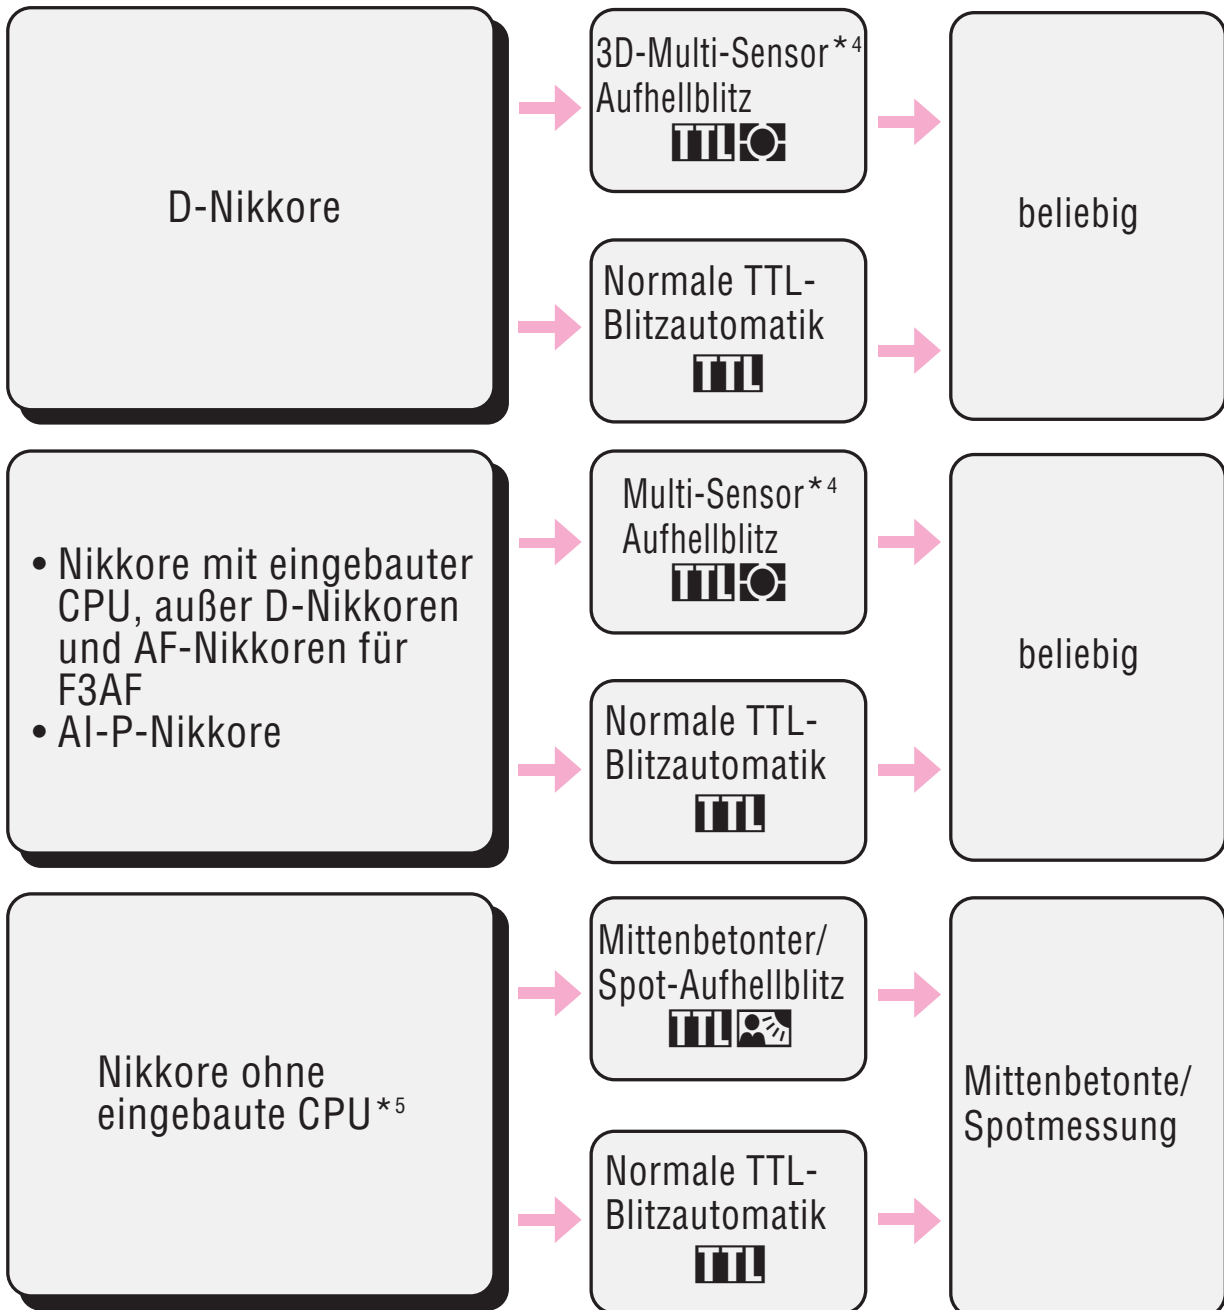 D-Nikkore
3D-Multi-Sensor*4
Aufhellblitz
TTL
Normale TTL-
Blitzautomatik
TTL
beliebig
• Nikkore mit eingebauter
CPU, außer D-Nikkoren
und AF-Nikkoren für
F3AF
• AI-P-Nikkore
Multi-Sensor*4
Aufhellblitz
TTL
Normale TTL-
Blitzautomatik
TTL
beliebig
Nikkore ohne
eingebaute CPU*5
Mittenbetonter/
Spot-Aufhellblitz
TTL
Normale TTL-
Blitzautomatik
TTL
Mittenbetonte/
Spotmessung